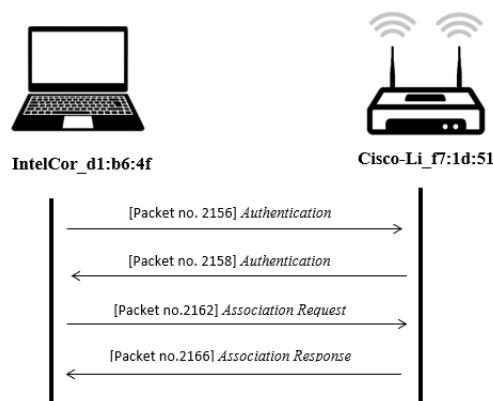 IntelCor_d1:b6:4f
Cisco-Li_f7:1d:51
[Packet no. 2156] Authentication
[Packet no. 2158] Authentication
[Packet no.2162] Association Request
[Packet no.2166] Association Response